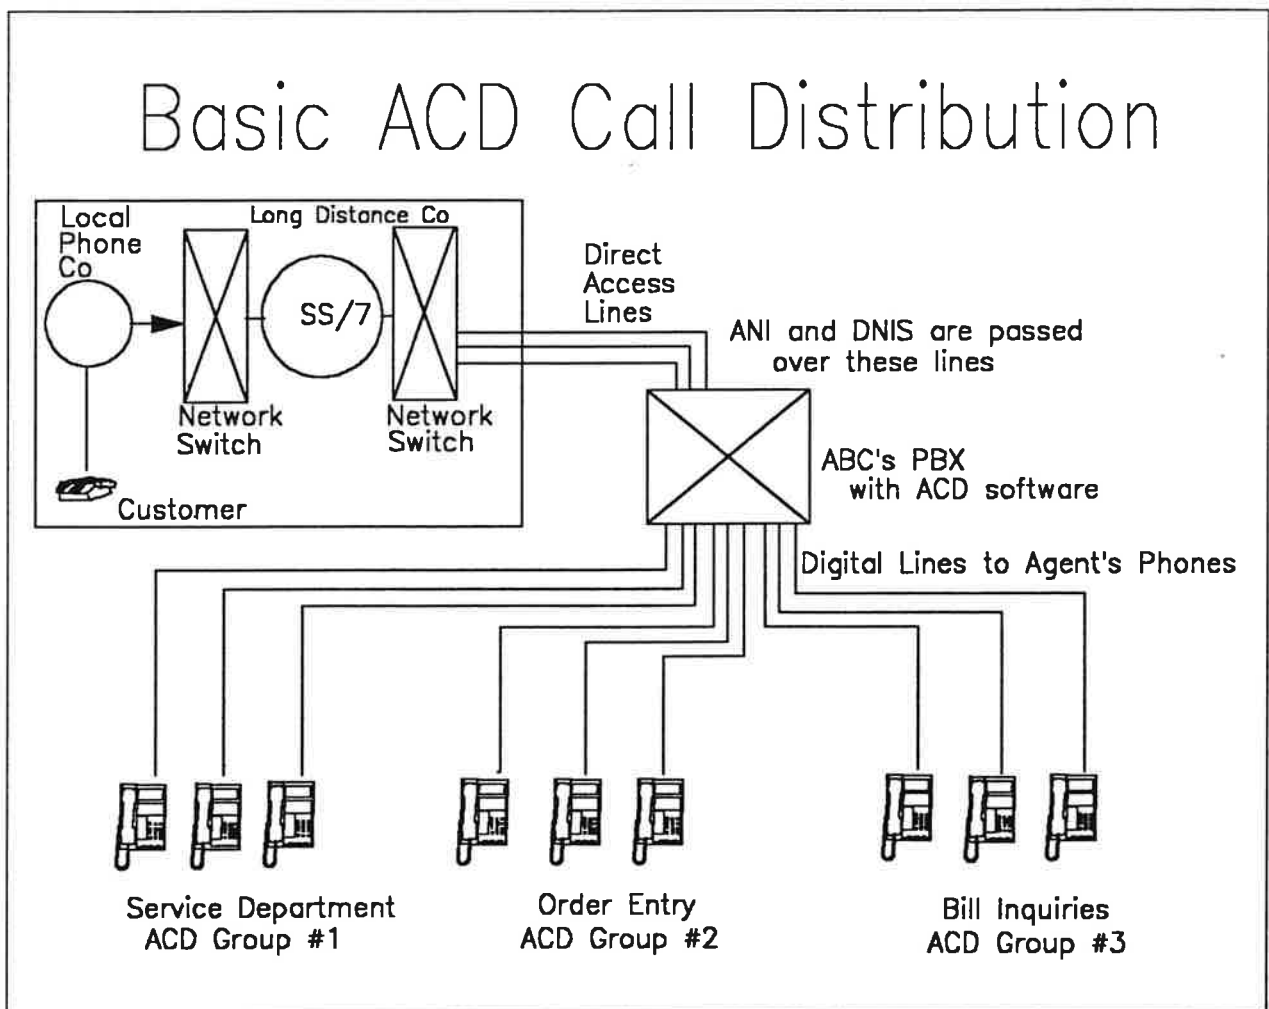 Basic ACD Call Distribution
Local
Phone
Co
Long Distance Co
SS/7
Network
Switch
Network
Switch
Customer
Direct
Access
Lines
ANI and DNIS are passed
over these lines
ABC's PBX
with ACD software
Digital Lines to Agent's Phones
Service Department
ACD Group #1
Order Entry
ACD Group #2
Bill Inquiries
ACD Group #3